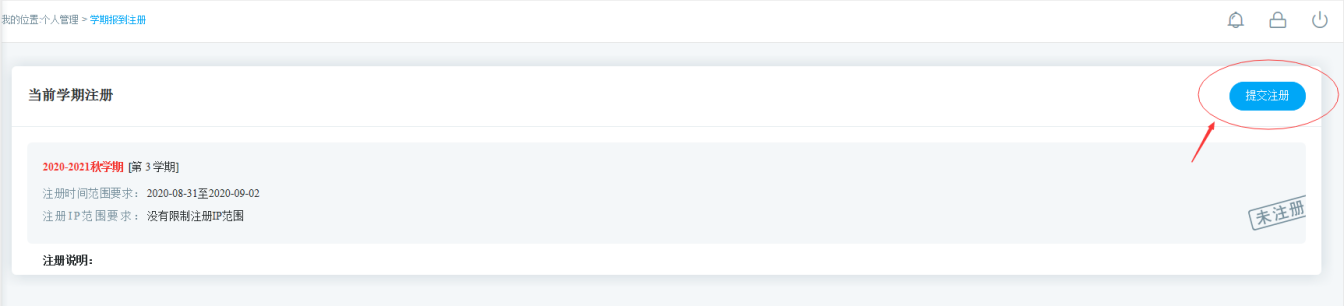 我的位置:个人管理 > 学期报到注册
当前学期注册
提交注册
2020-2021秋学期 [第 3 学期]
注册时间范围要求： 2020-08-31至2020-09-02
注册IP范围要求： 没有限制注册IP范围
未注册
注册说明：